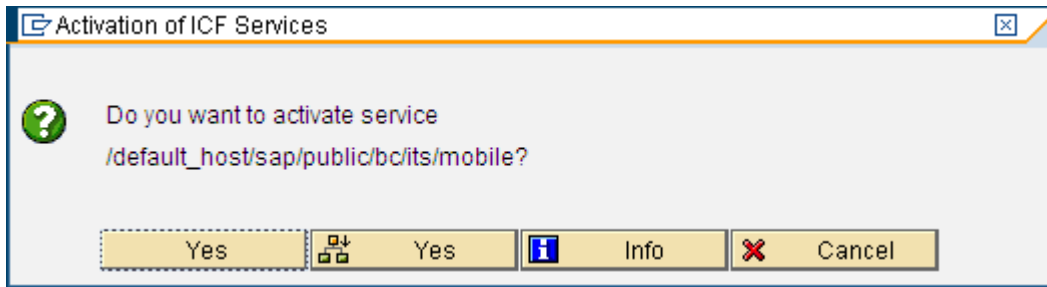 Activation of ICF Services
Do you want to activate service
/default_host/sap/public/bc/its/mobile?
Yes Yes Info Cancel